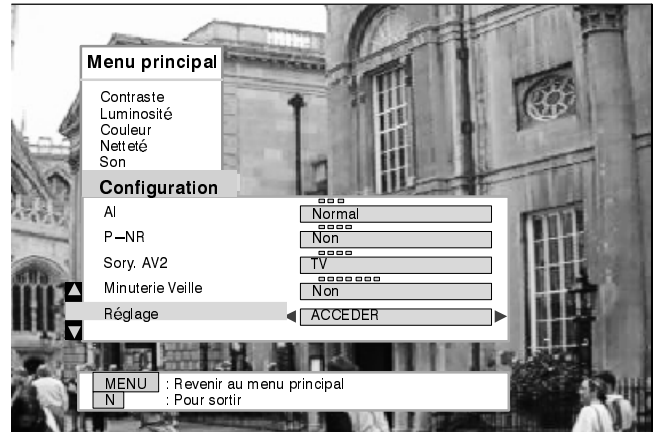 Menu principal
Contraste
Luminosité
Couleur
Netteté
Son
Configuration
AI Normal
P–NR Non
Sory. AV2 TV
Minuterie Veille Non
Réglage ACCEDER
MENU : Revenir au menu principal
N : Pour sortir